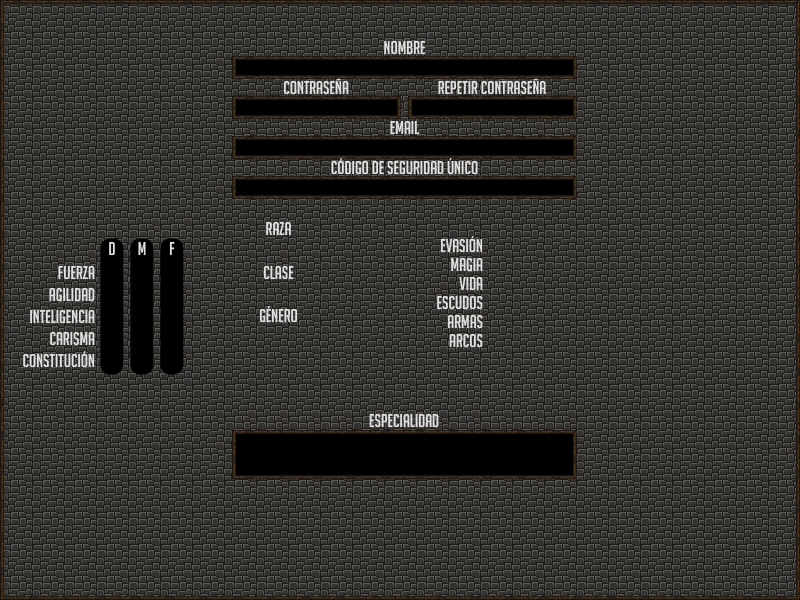 NOMBRE
CONTRASEÑA REPETIR CONTRASEÑA
EMAIL
CÓDIGO DE SEGURIDAD ÚNICO
D M F
FUERZA
AGILIDAD
INTELIGENCIA
CARISMA
CONSTITUCIÓN
RAZA
CLASE
GÉNERO
EVASIÓN
MAGIA
VIDA
ESCUDOS
ARMAS
ARCOS
ESPECIALIDAD